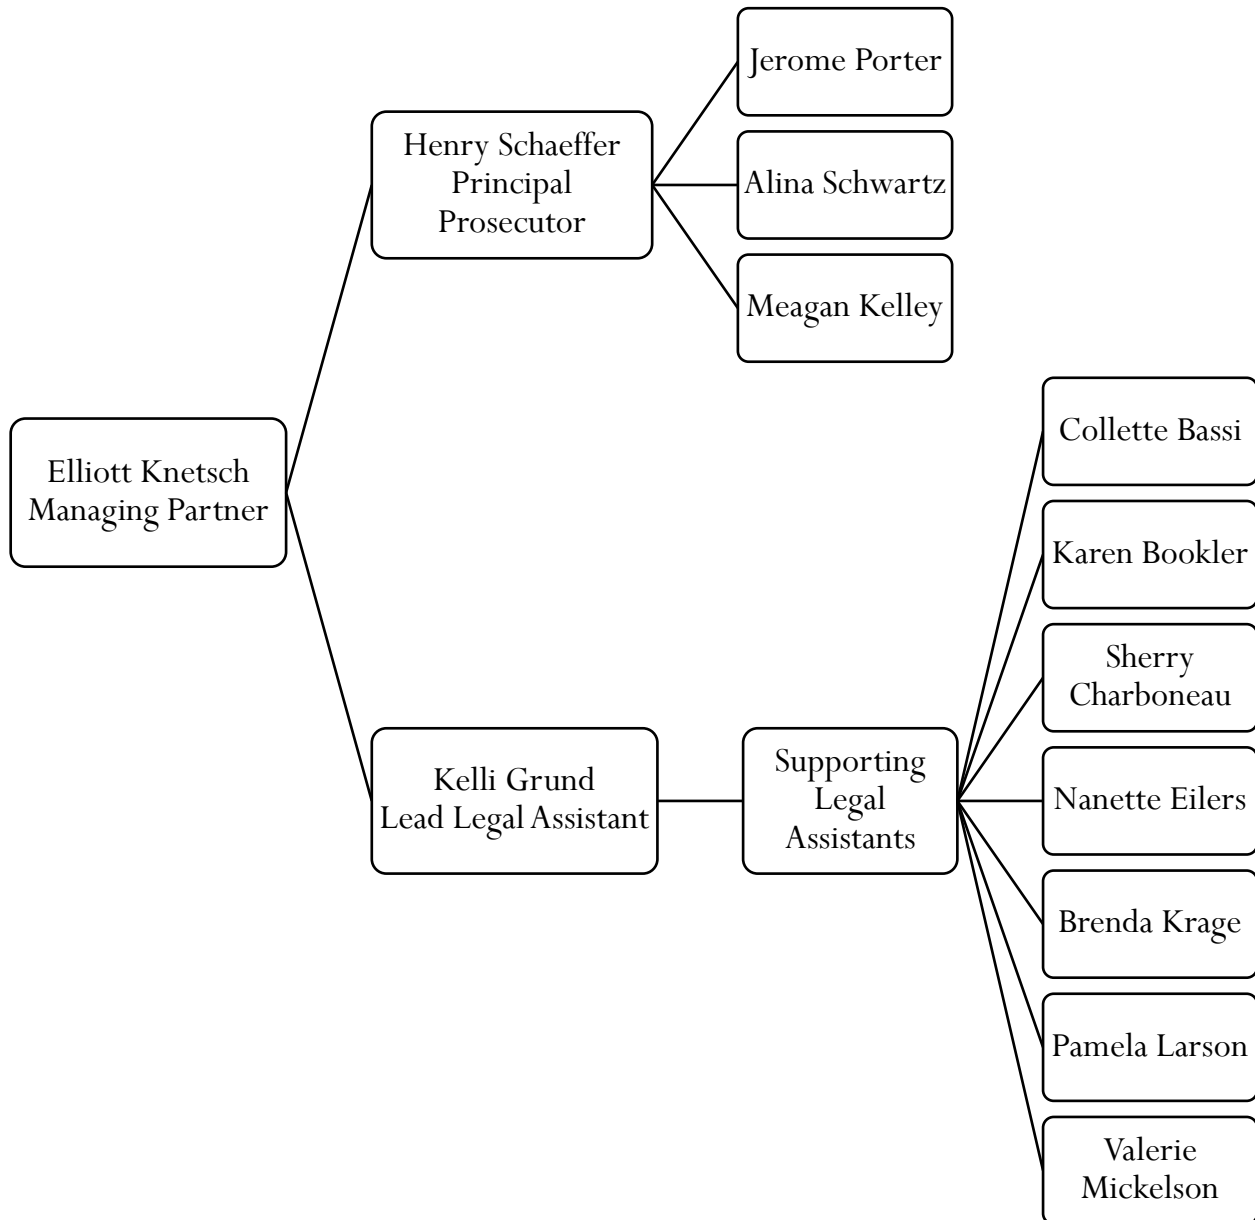 Jerome Porter
Henry Schaeffer
Principal
Prosecutor
Alina Schwartz
Meagan Kelley
Elliott Knetsch
Managing Partner
Collette Bassi
Karen Bookler
Sherry
Charboneau
Kelli Grund
Lead Legal Assistant
Supporting
Legal
Assistants
Nanette Eilers
Brenda Krage
Pamela Larson
Valerie
Mickelson